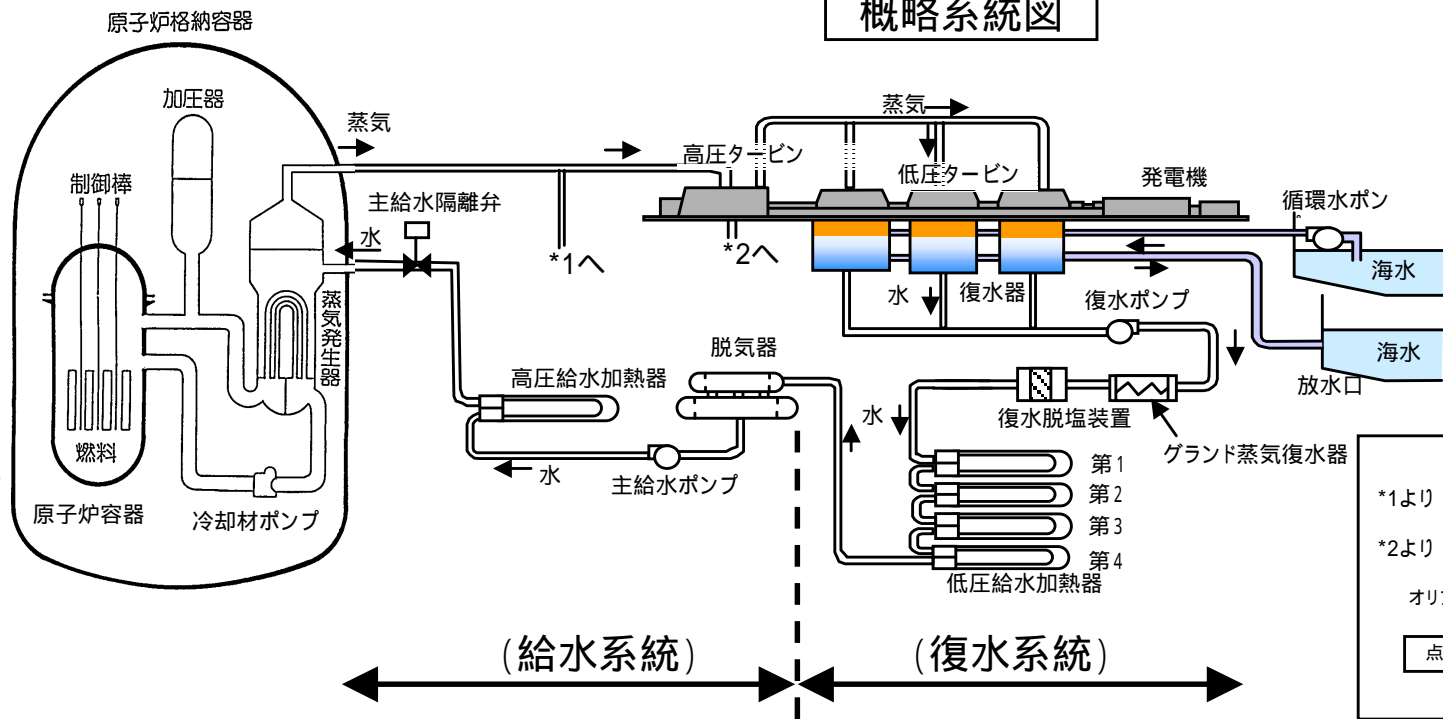 概略系統図
原子炉格納容器
加圧器
制御棒
燃料
原子炉容器
冷却材ポンプ
蒸気発生器
蒸気
主給水隔離弁
水
*1へ
高圧タービン
*2へ
蒸気
低圧タービン
発電機
循環水ポン
海水
海水
放水口
水
復水器
復水ポンプ
脱気器
高圧給水加熱器
水
主給水ポンプ
水
復水脱塩装置
グランド蒸気復水器
第1
第2
第3
第4
低圧給水加熱器
*1より
*2より
オリ
点
(給水系統)
(復水系統)